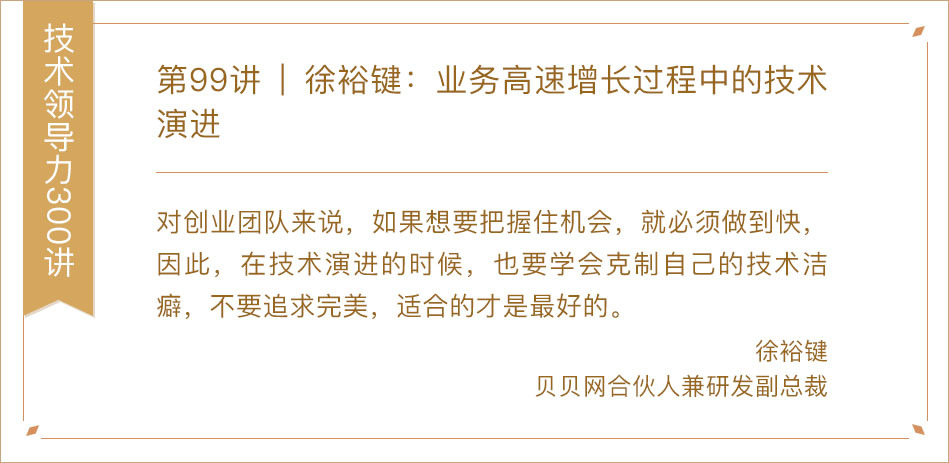 技术领导力300讲
第99讲 | 徐裕键：业务高速增长过程中的技术
演进
对创业团队来说，如果想要把握住机会，就必须做到快，
因此，在技术演进的时候，也要学会克制自己的技术洁
癖，不要追求完美，适合的才是最好的。
徐裕键
贝贝网合伙人兼研发副总裁